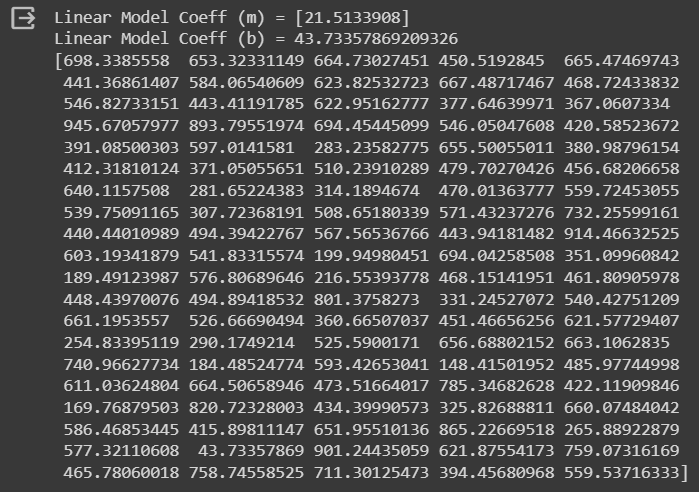 Linear Model Coeff (m) = [21.5133908]
Linear Model Coeff (b) = 43.73357869209326
[698.3385558 653.32331149 664.73027451 450.5192845 665.47469743
441.36861407 584.06540609 623.82532723 667.48717467 468.72433832
546.82733151 443.41191785 622.95162777 377.64639971 367.0607334
945.67057977 893.79551974 694.45445099 546.05047608 420.58523672
391.08500303 597.0141581 283.23582775 655.50055011 380.98796154
412.31810124 371.05055651 510.23910289 479.70270426 456.68206658
640.1157508 281.65224383 314.1894674 470.01363777 559.72453055
539.75091165 307.72368191 508.65180339 571.43237276 732.25599161
440.44010989 494.39422767 567.56536766 443.94181482 914.46632525
603.19341879 541.83315574 199.94980451 694.04258508 351.09960842
189.49123987 576.80689646 216.55393778 468.15141951 461.80905978
448.43970076 494.89418532 801.3758273 331.24527072 540.42751209
661.1953557 526.66690494 360.66507037 451.46656256 621.57729407
254.83395119 290.1749214 525.5900171 656.68802152 663.1062835
740.96627734 184.48524774 593.42653041 148.41501952 485.97744998
611.03624804 664.50658946 473.51664017 785.34682628 422.11909846
169.76879503 820.72328003 434.39990573 325.82688811 660.07484042
586.46853445 415.89811147 651.95510136 865.22669518 265.88922879
577.32110608 43.73357869 901.24435059 621.87554173 759.07316169
465.78060018 758.74558525 711.30125473 394.45680968 559.53716333]